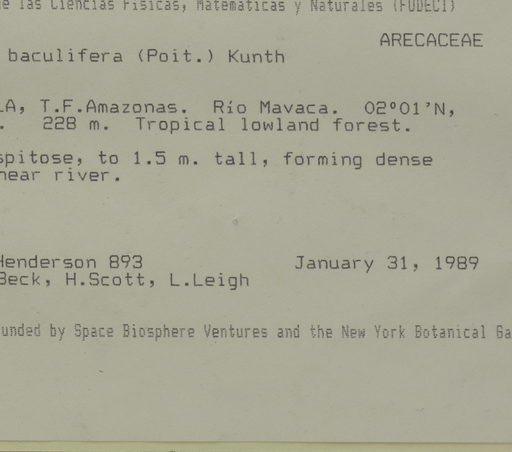 e las Ciencias Físicas, Matemáticas y Naturales (FUDECI)
ARECACEAE
baculifera (Poit.) Kunth
LA, T.F.Amazonas. Río Mavaca. 02°01'N,
. 228 m. Tropical lowland forest.
spitose, to 1.5 m. tall, forming dense
near river.
Henderson 893 January 31, 1989
Beck, H.Scott, L.Leigh
unded by Space Biosphere Ventures and the New York Botanical Ga